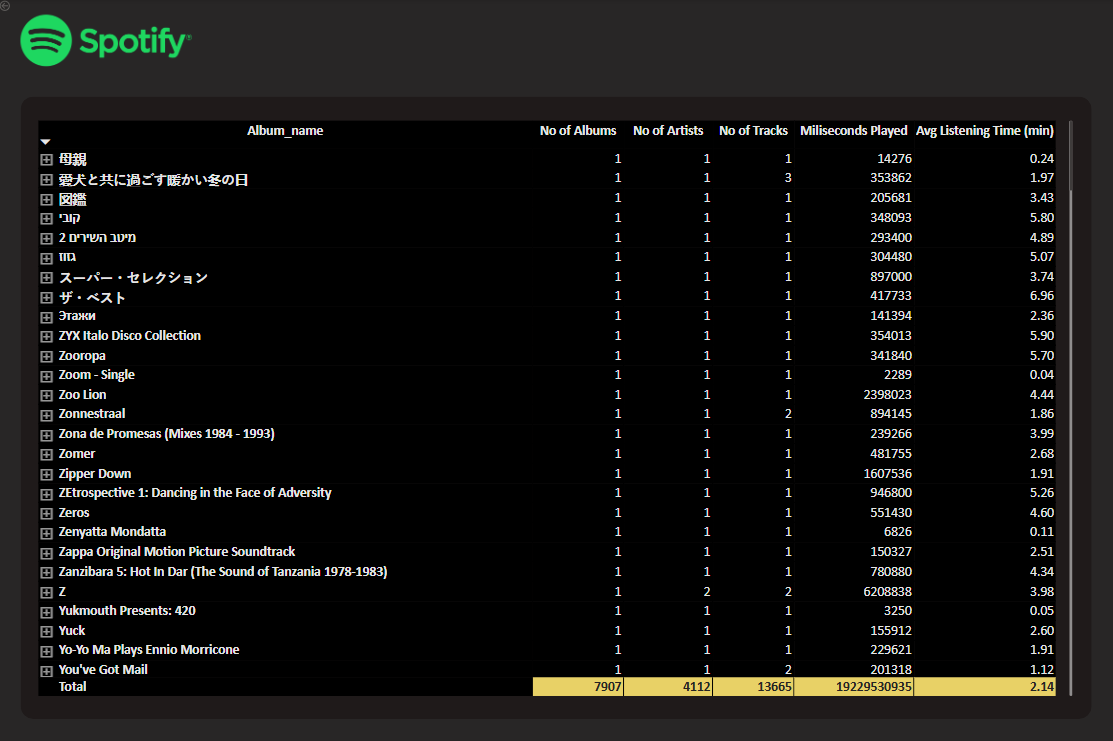 Spotify®
Album_name No of Albums No of Artists No of Tracks Miliseconds Played Avg Listening Time (min)
母親 1 1 1 14276 0.24
愛犬と共に過ごす暖かい冬の日 1 1 3 353862 1.97
図鑑 1 1 1 205681 3.43
קובי 1 1 1 348093 5.80
מיטב השירים 2 1 1 1 293400 4.89
גוזו 1 1 1 304480 5.07
スーパー・セレクション 1 1 1 897000 3.74
ザ・ベスト 1 1 1 417733 6.96
Этажи 1 1 1 141394 2.36
ZYX Italo Disco Collection 1 1 1 354013 5.90
Zooropa 1 1 1 341840 5.70
Zoom - Single 1 1 1 2289 0.04
Zoo Lion 1 1 1 2398023 4.44
Zonnestraal 1 1 2 894145 1.86
Zona de Promesas (Mixes 1984 - 1993) 1 1 1 239266 3.99
Zomer 1 1 1 481755 2.68
Zipper Down 1 1 1 1607536 1.91
ZEtrospective 1: Dancing in the Face of Adversity 1 1 1 946800 5.26
Zeros 1 1 1 551430 4.60
Zenyatta Mondatta 1 1 1 6826 0.11
Zappa Original Motion Picture Soundtrack 1 1 1 150327 2.51
Zanzibara 5: Hot In Dar (The Sound of Tanzania 1978-1983) 1 1 1 780880 4.34
Z 1 2 2 6208838 3.98
Yukmouth Presents: 420 1 1 1 3250 0.05
Yuck 1 1 1 155912 2.60
Yo-Yo Ma Plays Ennio Morricone 1 1 1 229621 1.91
You've Got Mail 1 1 2 201318 1.12
Total 7907 4112 13665 19229530935 2.14